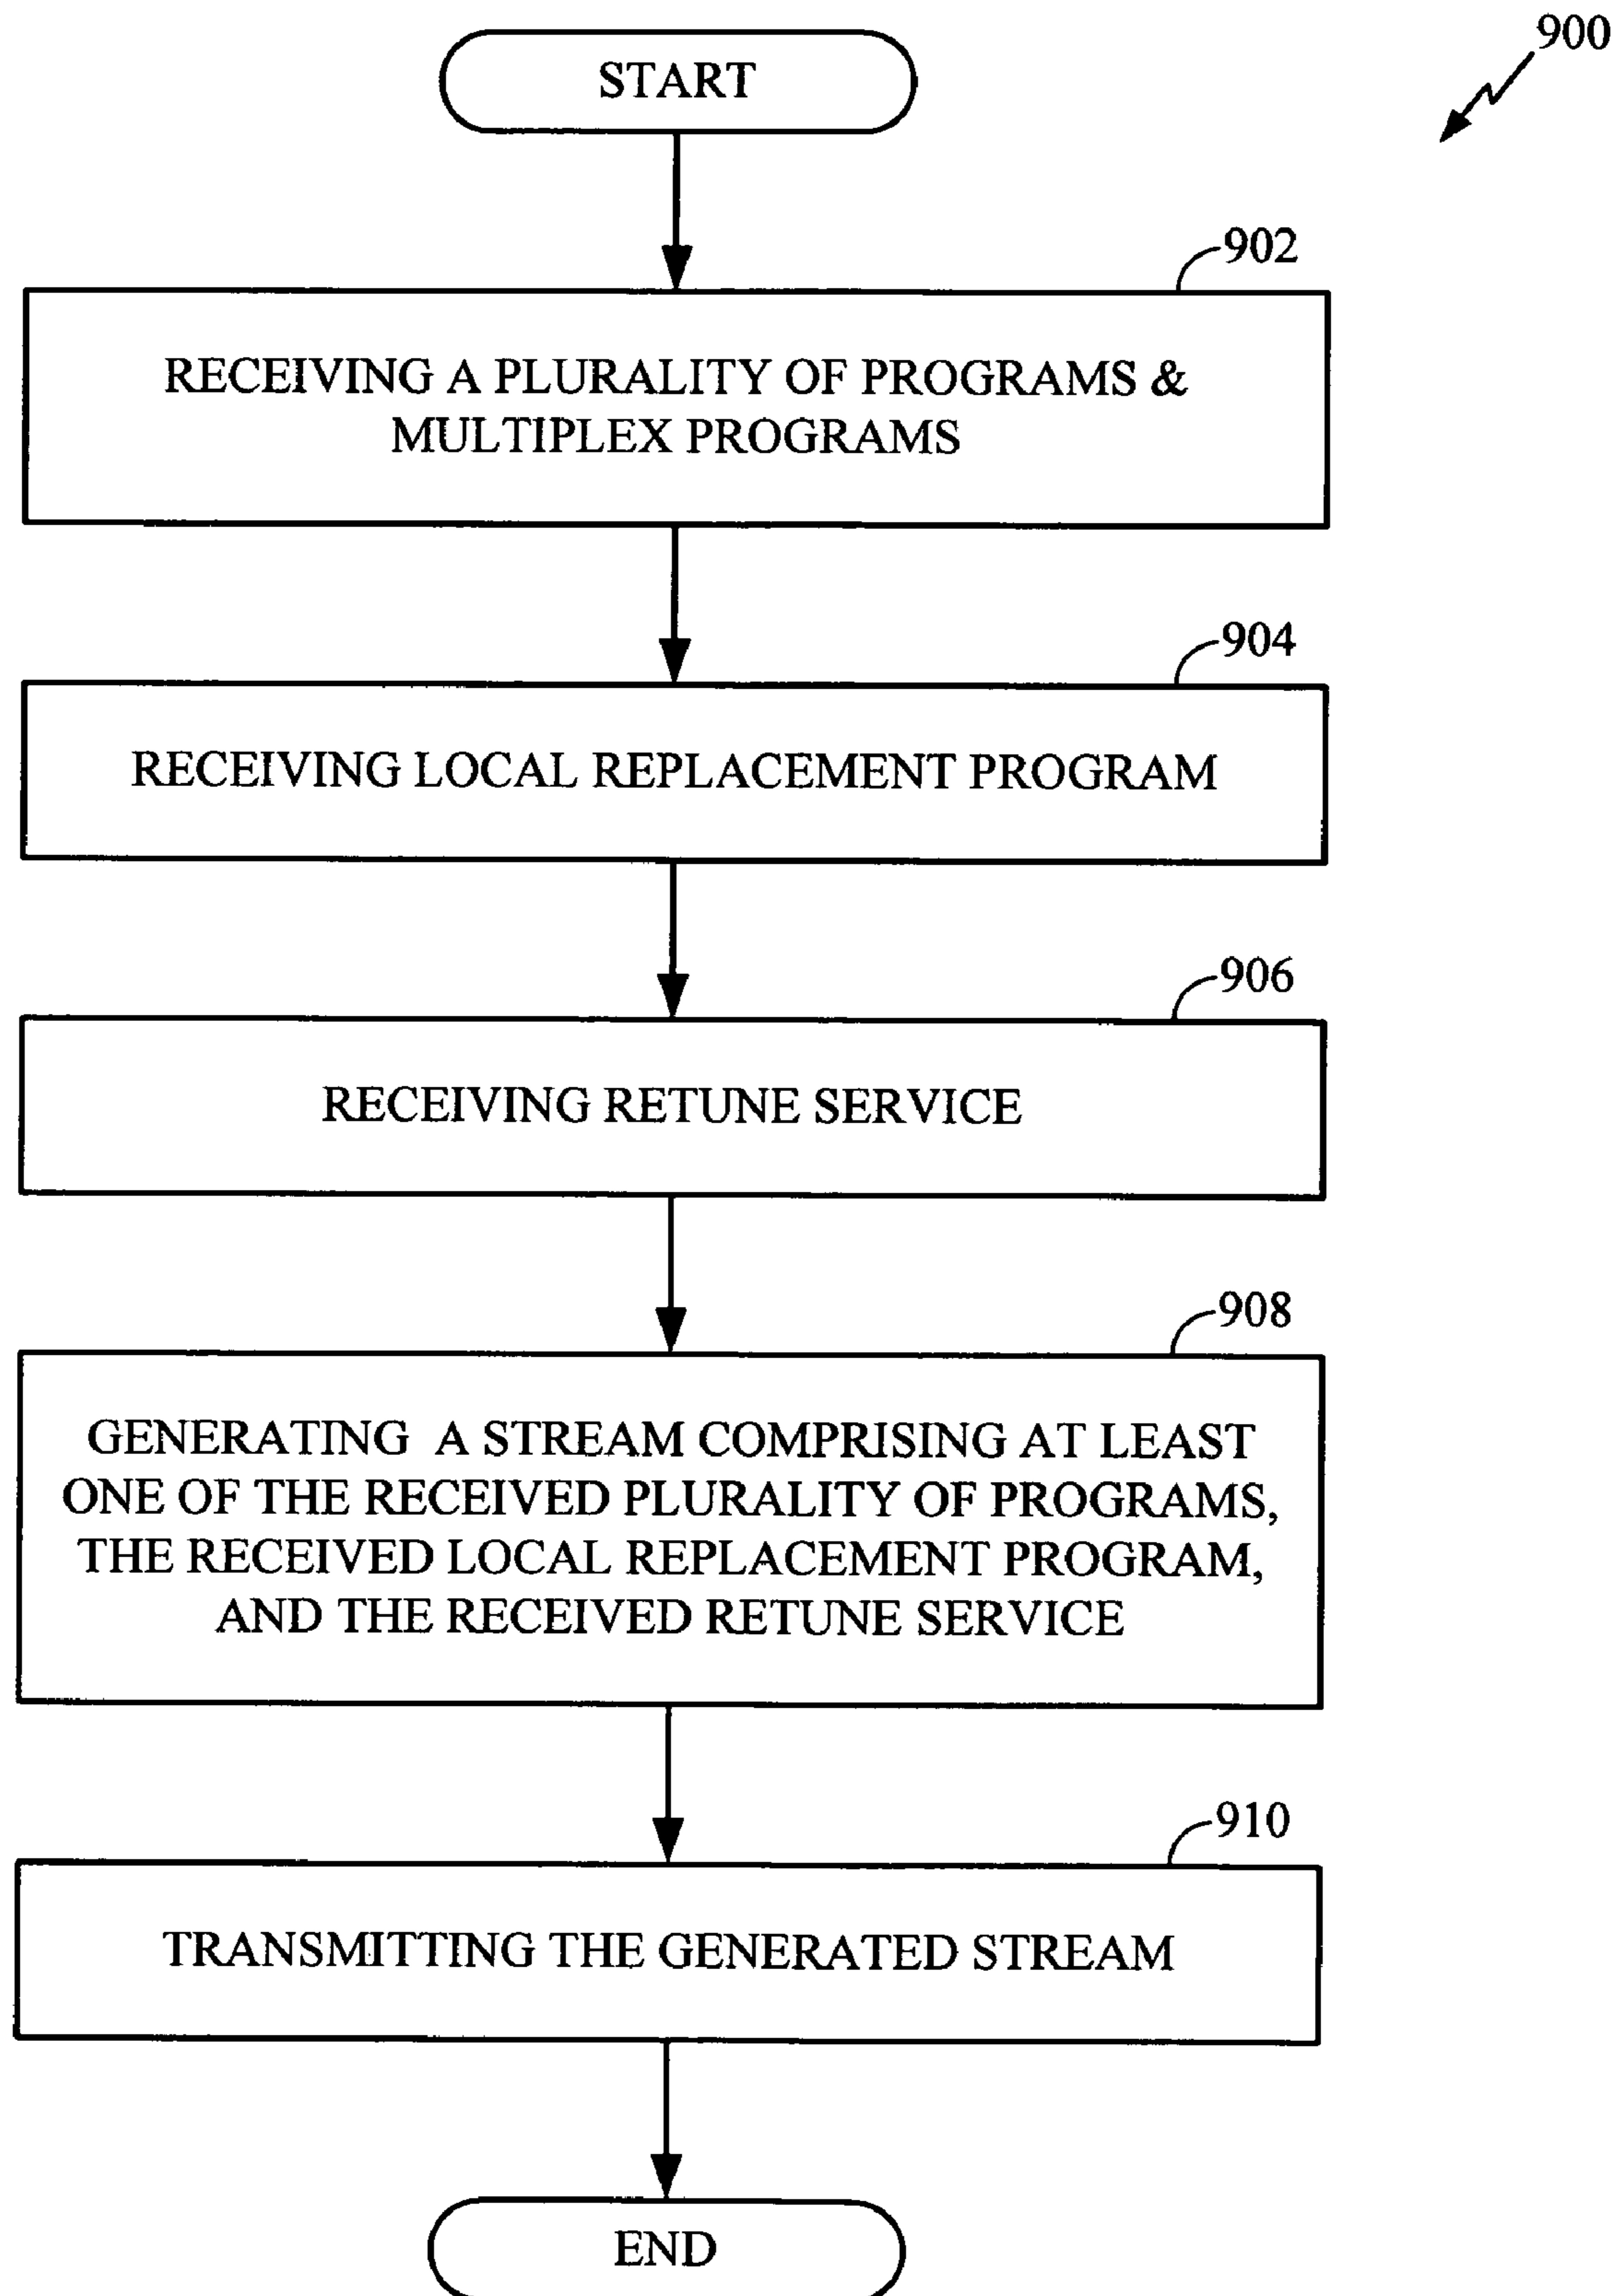 START
900
902
RECEIVING A PLURALITY OF PROGRAMS &
MULTIPLEX PROGRAMS
904
RECEIVING LOCAL REPLACEMENT PROGRAM
906
RECEIVING RETUNE SERVICE
908
GENERATING A STREAM COMPRISING AT LEAST
ONE OF THE RECEIVED PLURALITY OF PROGRAMS,
THE RECEIVED LOCAL REPLACEMENT PROGRAM,
AND THE RECEIVED RETUNE SERVICE
910
TRANSMITTING THE GENERATED STREAM
END